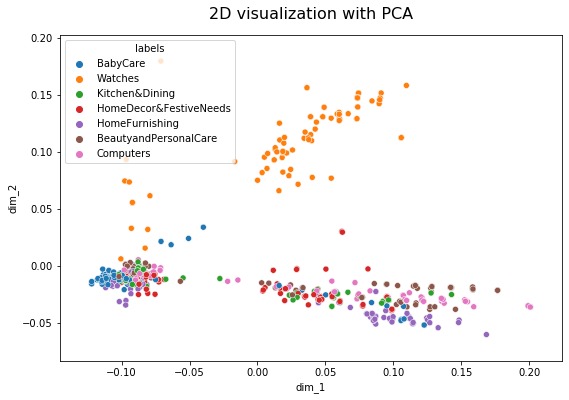 2D visualization with PCA
labels
BabyCare
Watches
Kitchen&Dining
HomeDecor&FestiveNeeds
HomeFurnishing
BeautyandPersonalCare
Computers
dim_2
0.20
0.15
0.10
0.05
0.00
−0.05
−0.10
−0.05
0.00
0.05
0.10
0.15
0.20
dim_1